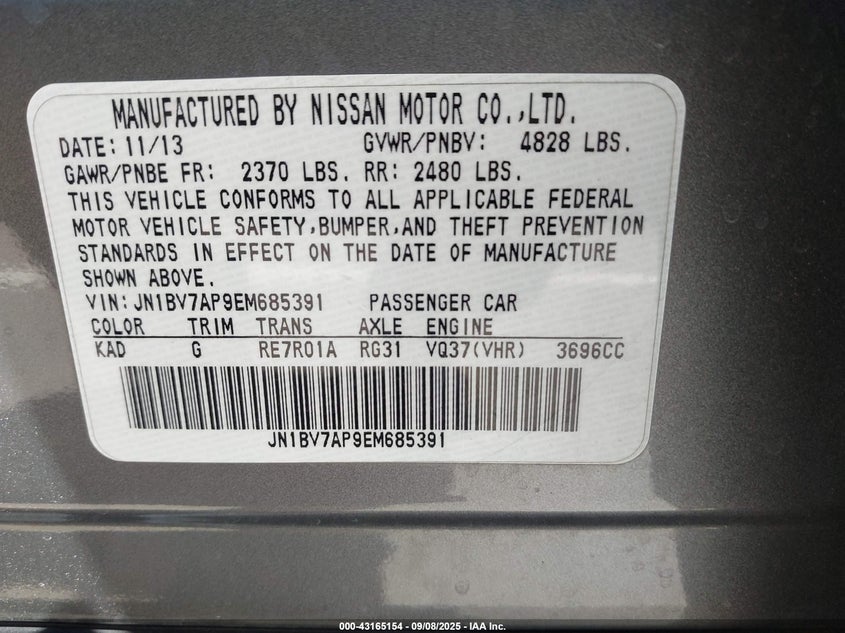 MANUFACTURED BY NISSAN MOTOR CO.,LTD.
DATE: 11/13 GVWR/PNBV: 4828 LBS.
GAWR/PNBE FR: 2370 LBS. RR: 2480 LBS.
THIS VEHICLE CONFORMS TO ALL APPLICABLE FEDERAL
MOTOR VEHICLE SAFETY,BUMPER,AND THEFT PREVENTION
STANDARDS IN EFFECT ON THE DATE OF MANUFACTURE
SHOWN ABOVE.
VIN: JN1BV7AP9EM685391 PASSENGER CAR
COLOR TRIM TRANS AXLE ENGINE
KAD G RE7R01A RG31 VQ37(VHR) 3696CC
JN1BV7AP9EM685391
000-43165154 - 09/08/2025 - IAA Inc.